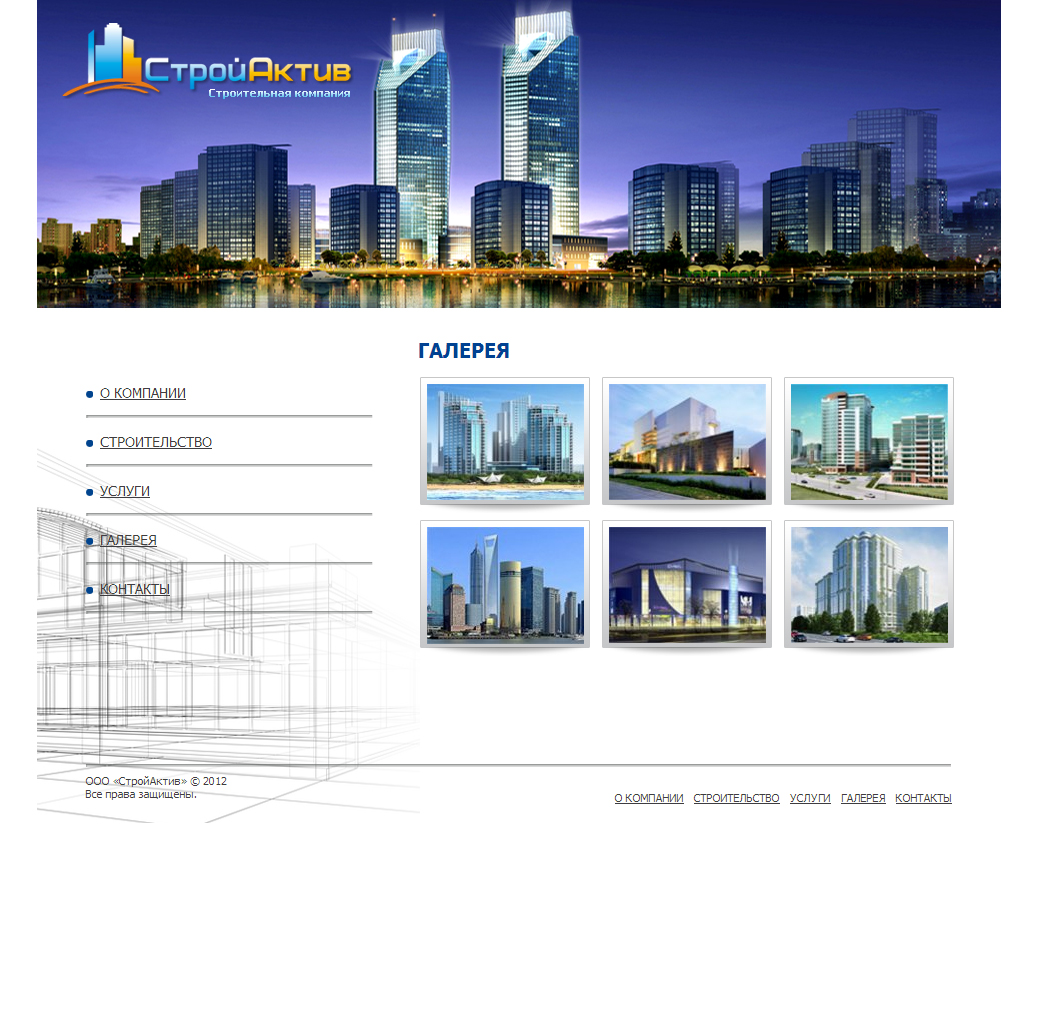 СтройАктив
Строительная компания
ГАЛЕРЕЯ
О КОМПАНИИ
СТРОИТЕЛЬСТВО
УСЛУГИ
ГАЛЕРЕЯ
КОНТАКТЫ
ООО «СтройАктив» © 2012
Все права защищены.
О КОМПАНИИ СТРОИТЕЛЬСТВО УСЛУГИ ГАЛЕРЕЯ КОНТАКТЫ